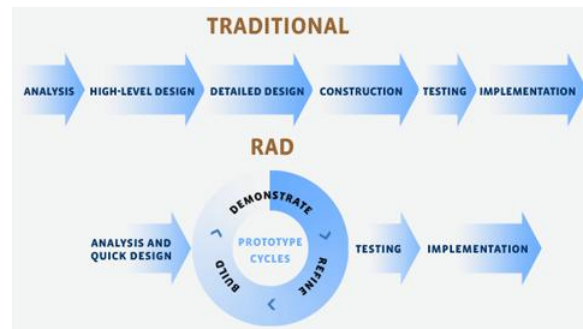 TRADITIONAL
ANALYSIS
HIGH-LEVEL DESIGN
DETAILED DESIGN
CONSTRUCTION
TESTING
IMPLEMENTATION
RAD
ANALYSIS AND
QUICK DESIGN
DEMONSTRATE
REFINE
BUILD
PROTOTYPE
CYCLES
TESTING
IMPLEMENTATION